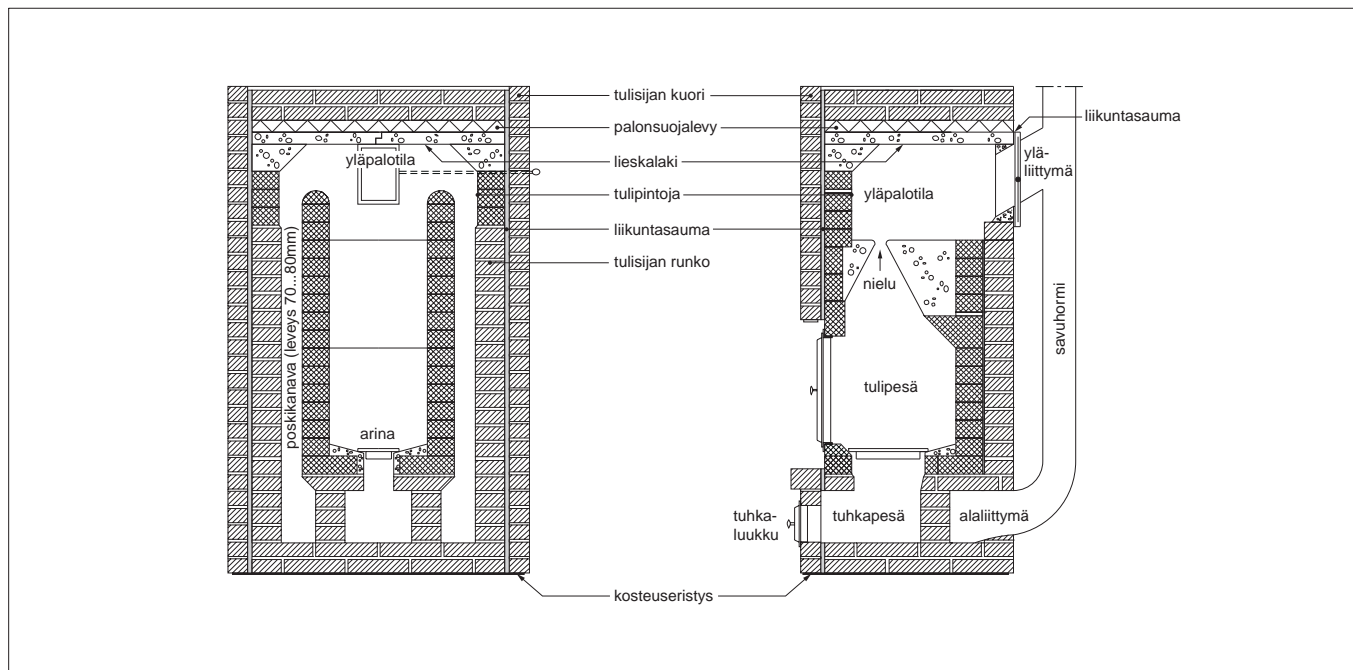 tulisijan kuori
palonsuojalevy
liikuntasauma
yläpalotila
lieskalaki
ylä-
liittymä
tulipintoja
yläpalotila
liikuntasauma
tulisijan runko
nielu
poskikanava (leveys 70...80mm)
savuhormi
tulipesä
arina
tuhka-
luukku
tuhkapesä
alaliittymä
kosteuseristys